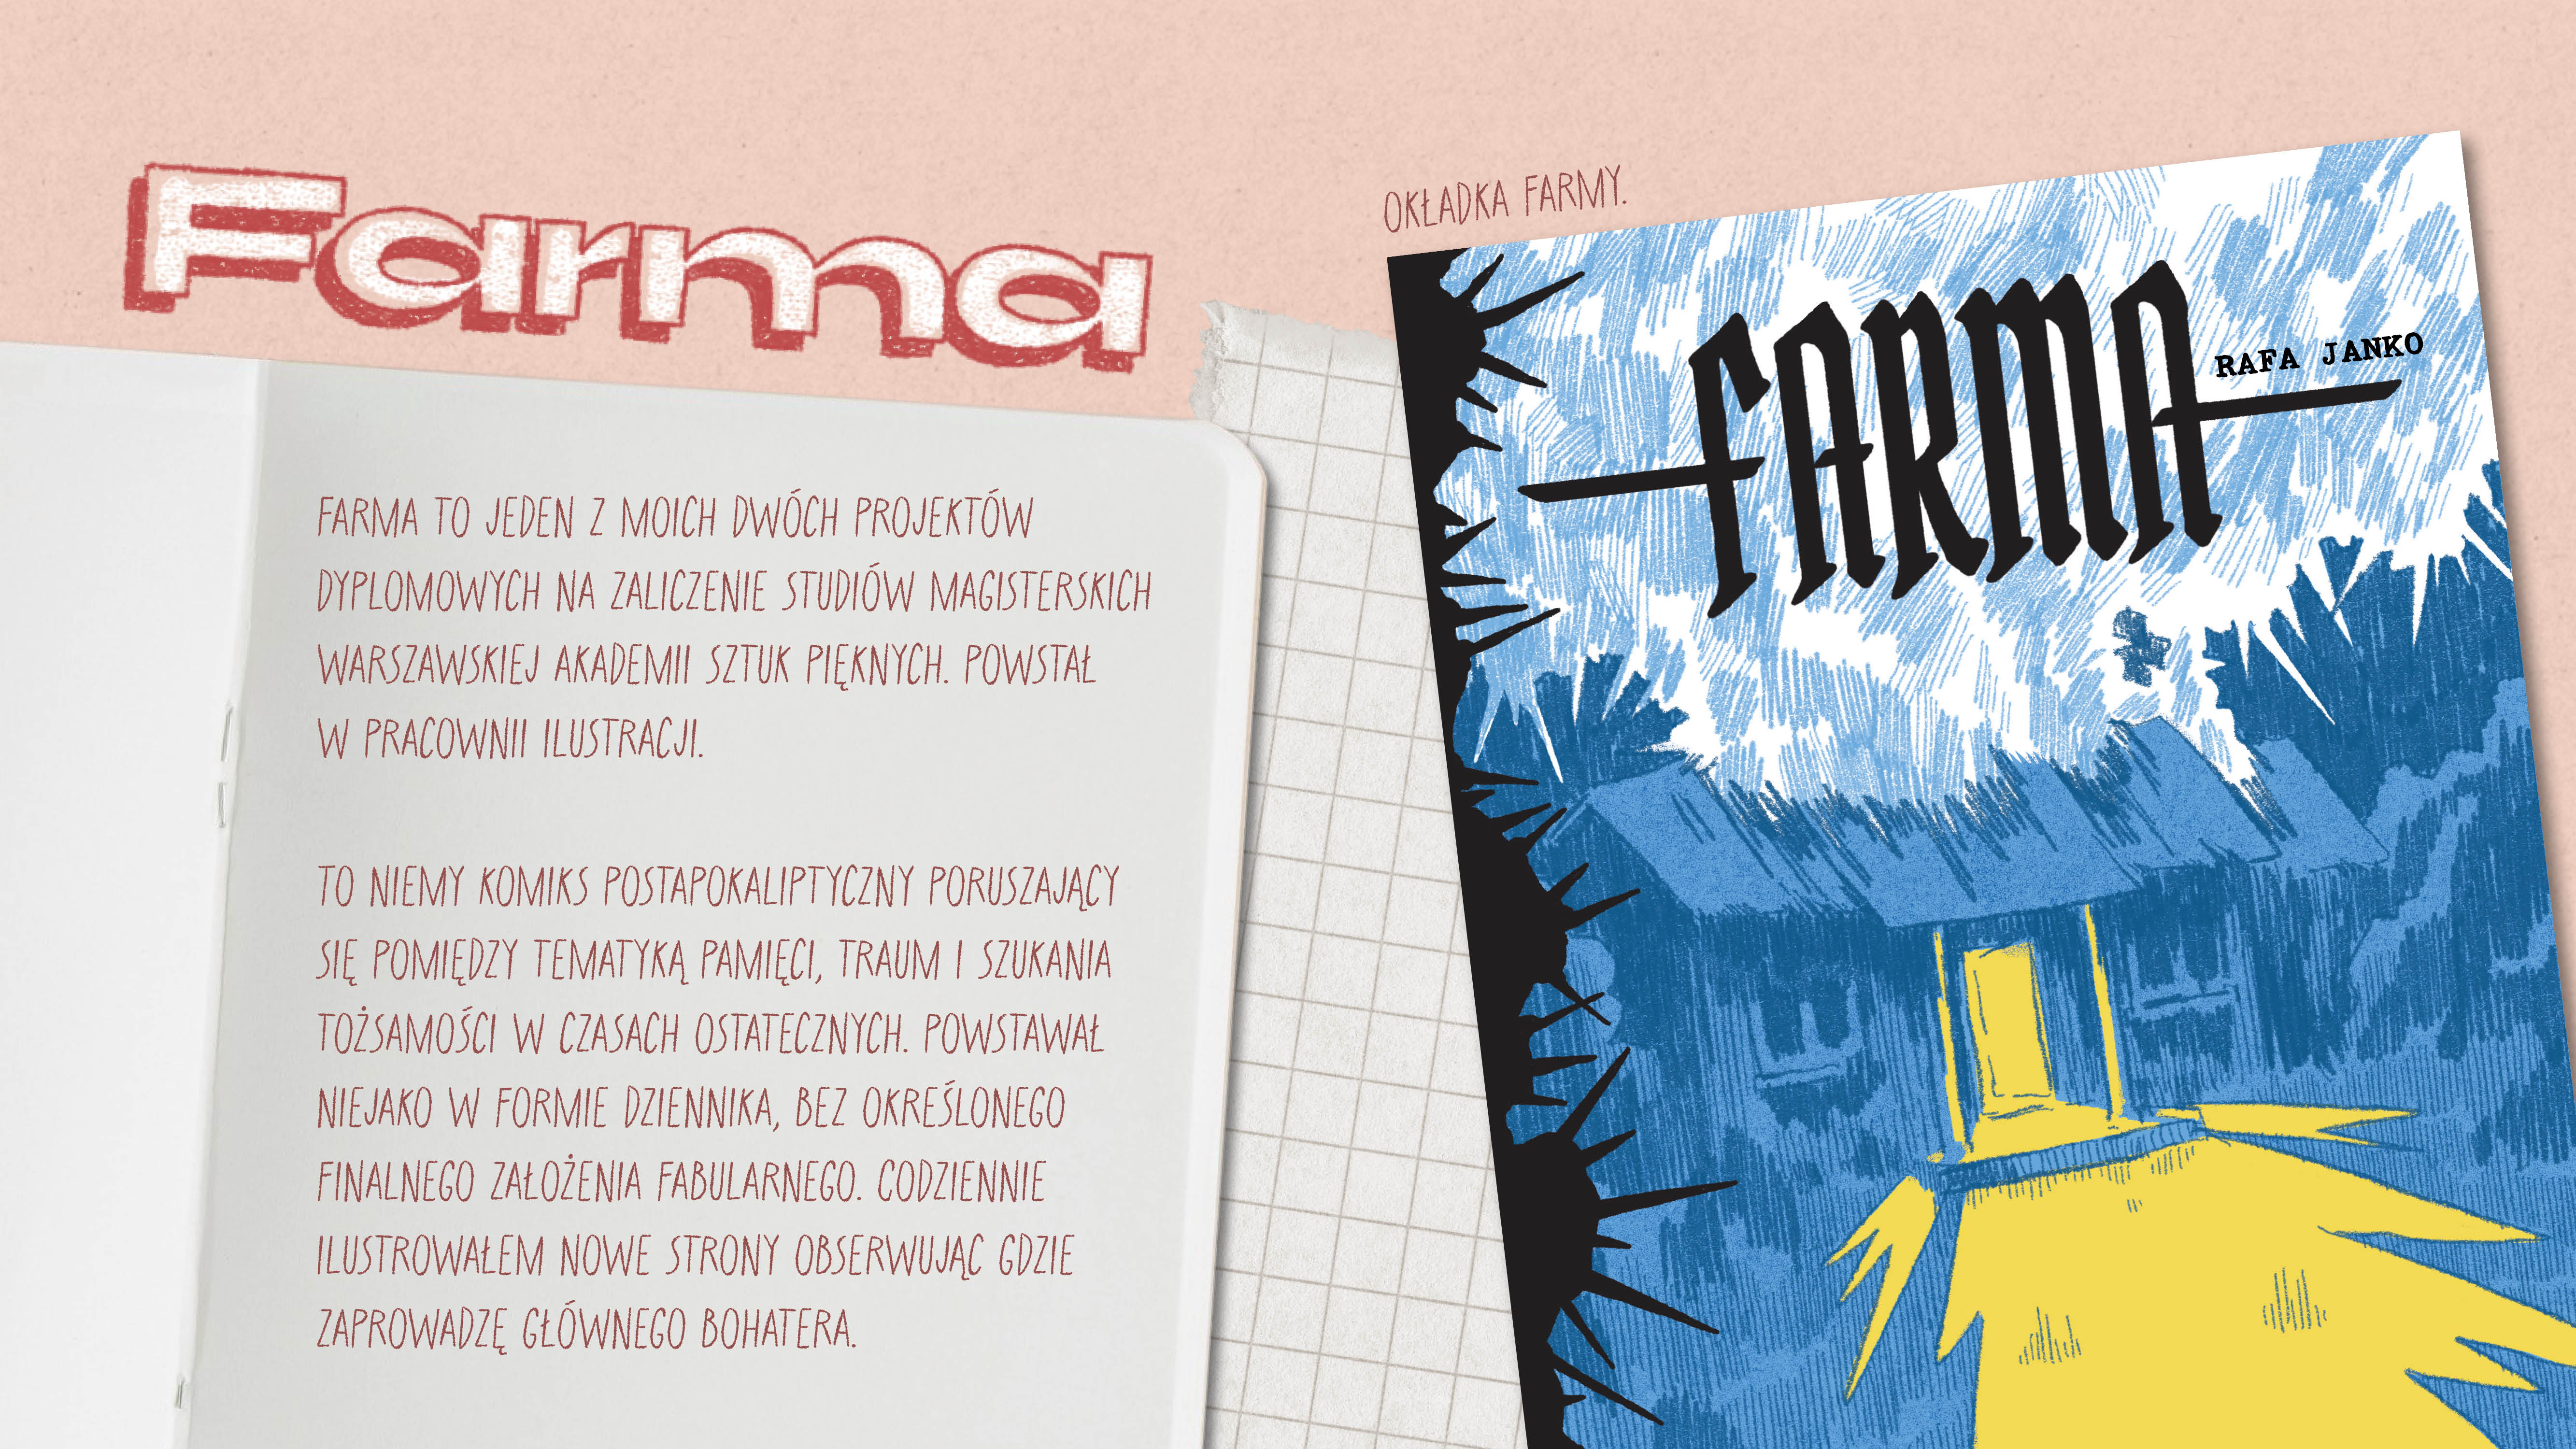 Farma
FARMA TO JEDEN Z MOICH DWÓCH PROJEKTÓW
DYPLOMOWYCH NA ZALICZENIE STUDIÓW MAGISTERSKICH
WARSZAWSKIEJ AKADEMII SZTUK PIĘKNYCH. POWSTAŁ
W PRACOWNII ILUSTRACJI.
TO NIEMY KOMIKS POSTAPOKALIPTYCZNY PORUSZAJĄCY
SIĘ POMIĘDZY TEMATYKĄ PAMIĘCI, TRAUM I SZUKANIA
TOŻSAMOŚCI W CZASACH OSTATECZNYCH. POWSTAWAŁ
NIEJAKO W FORMIE DZIENNIKA, BEZ OKREŚLONEGO
FINALNEGO ZAŁOŻENIA FABULARNEGO. CODZIENNIE
ILUSTROWAŁEM NOWE STRONY OBSERWUJĄC GDZIE
ZAPROWADZĘ GŁÓWNEGO BOHATERA.
OKŁADKA FARMY.
FARMA
RAFA JANKO